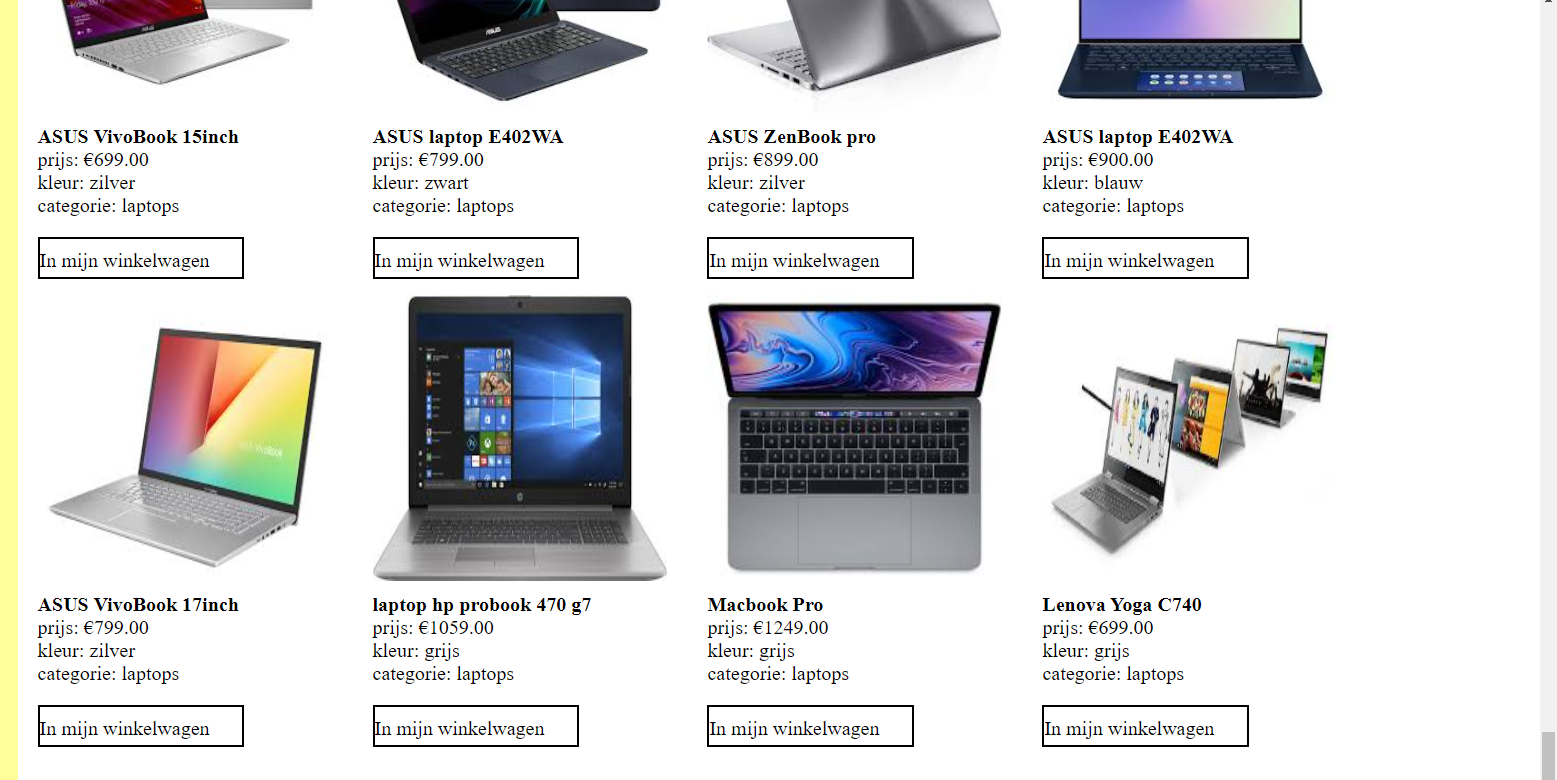 ASUS VivoBook 15inch
prijs: €699.00
kleur: zilver
categorie: laptops
In mijn winkelwagen
ASUS laptop E402WA
prijs: €799.00
kleur: zwart
categorie: laptops
In mijn winkelwagen
ASUS ZenBook pro
prijs: €899.00
kleur: zilver
categorie: laptops
In mijn winkelwagen
ASUS laptop E402WA
prijs: €900.00
kleur: blauw
categorie: laptops
In mijn winkelwagen
ASUS VivoBook 17inch
prijs: €799.00
kleur: zilver
categorie: laptops
In mijn winkelwagen
laptop hp probook 470 g7
prijs: €1059.00
kleur: grijs
categorie: laptops
In mijn winkelwagen
Macbook Pro
prijs: €1249.00
kleur: grijs
categorie: laptops
In mijn winkelwagen
Lenova Yoga C740
prijs: €699.00
kleur: grijs
categorie: laptops
In mijn winkelwagen